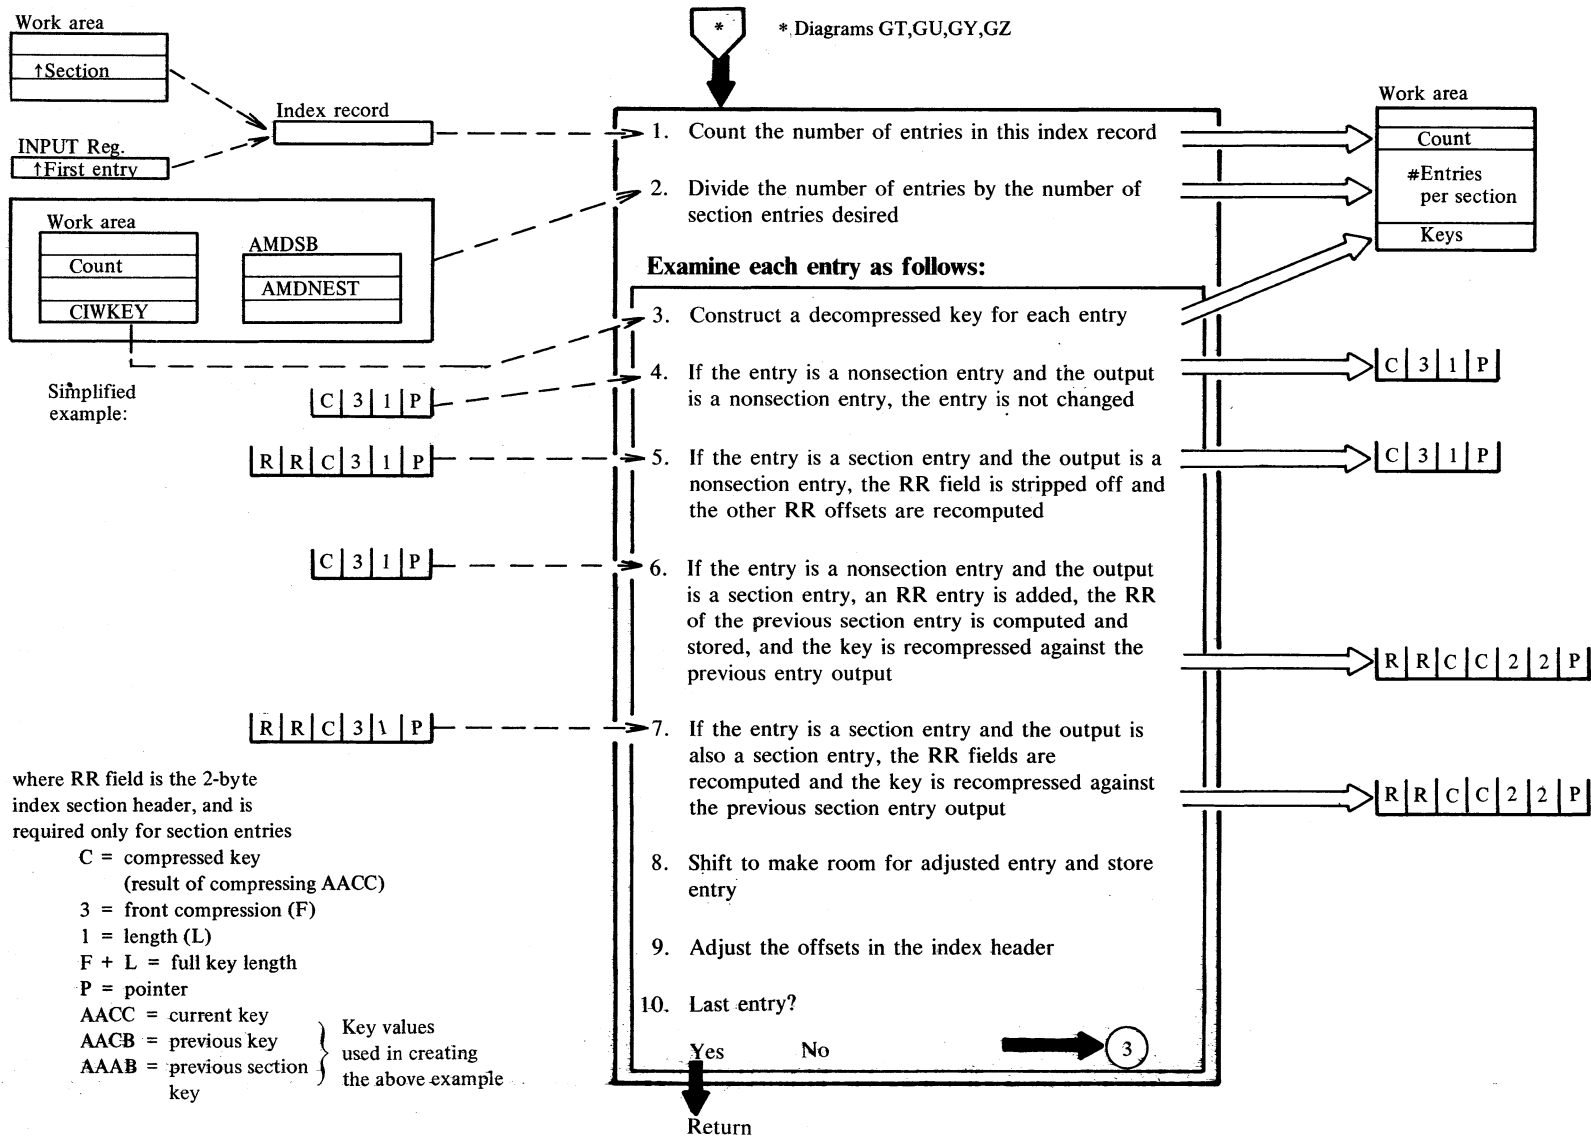 Work area
↑Section
INPUT Reg.
↑First entry
Index record
*
* Diagrams GT,GU,GY,GZ
Work area
Count
CIWKEY
AMDSB
AMDNEST
1. Count the number of entries in this index record
2. Divide the number of entries by the number of
section entries desired
Work area
Count
#Entries
per section
Keys
Examine each entry as follows:
3. Construct a decompressed key for each entry
Simplified
example:
C 3 1 P
4. If the entry is a nonsection entry and the output
is a nonsection entry, the entry is not changed
C 3 1 P
R R C 3 1 P
5. If the entry is a section entry and the output is a
nonsection entry, the RR field is stripped off and
the other RR offsets are recomputed
C 3 1 P
C 3 1 P
6. If the entry is a nonsection entry and the output
is a section entry, an RR entry is added, the RR
of the previous section entry is computed and
stored, and the key is recompressed against the
previous entry output
R R C C 2 2 P
R R C 3 1 P
7. If the entry is a section entry and the output is
also a section entry, the RR fields are
recomputed and the key is recompressed against
the previous section entry output
R R C C 2 2 P
8. Shift to make room for adjusted entry and store
entry
9. Adjust the offsets in the index header
10. Last entry?
Yes No
3
Return
where RR field is the 2-byte
index section header, and is
required only for section entries
C = compressed key
(result of compressing AACC)
3 = front compression (F)
1 = length (L)
F + L = full key length
P = pointer
AACC = current key
AACB = previous key
AAAB = previous section
key
Key values
used in creating
the above example